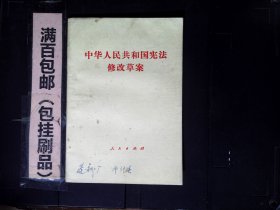 满百包邮（包挂刷品）
中华人民共和国宪法
修改草案
人民出版社